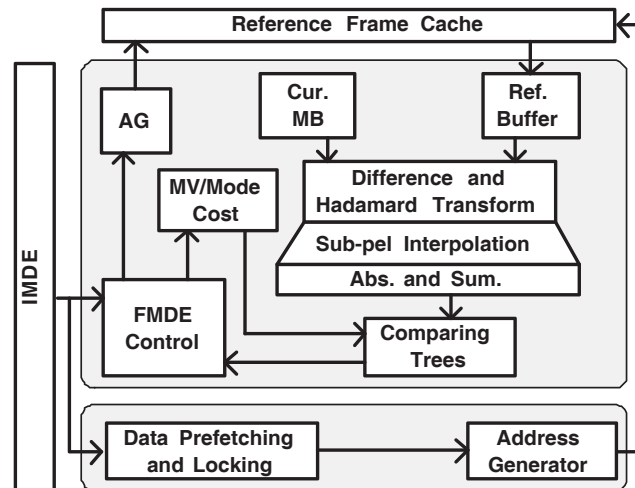 Reference Frame Cache
IMDE
AG
Cur.
MB
Ref.
Buffer
MV/Mode
Cost
Difference and
Hadamard Transform
Sub-pel Interpolation
Abs. and Sum.
FMDE
Control
Comparing
Trees
Data Prefetching
and Locking
Address
Generator